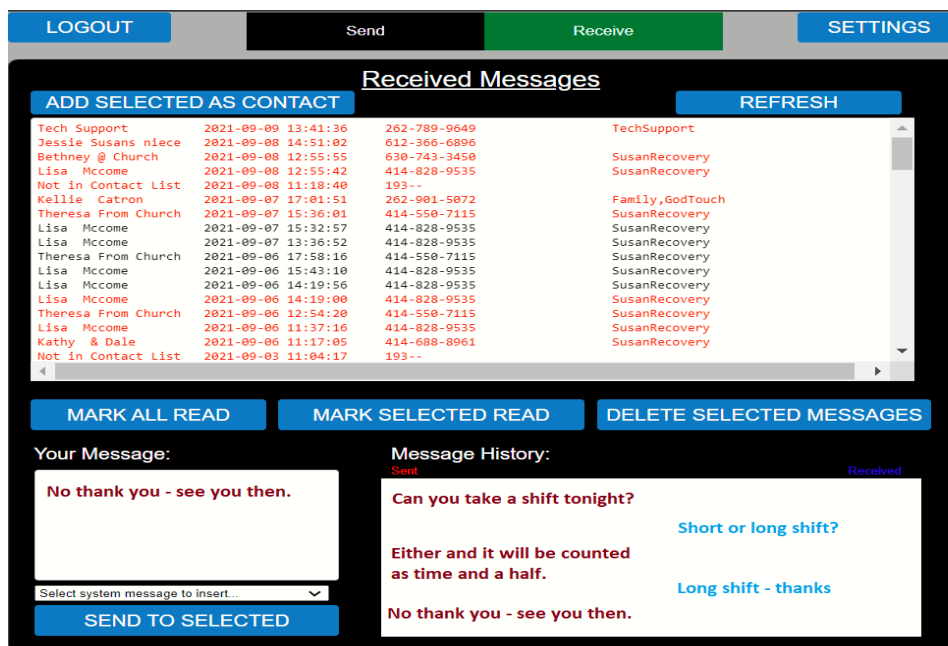 LOGOUT Send Receive SETTINGS
Received Messages
ADD SELECTED AS CONTACT REFRESH
Tech Support 2021-09-09 13:41:36 262-789-9649 TechSupport
Jessie Susans niece 2021-09-08 14:51:02 612-366-6896
Bethney @ Church 2021-09-08 12:55:55 630-743-3450 SusanRecovery
Lisa Mccome 2021-09-08 12:55:42 414-828-9535 SusanRecovery
Not in Contact List 2021-09-08 11:18:40 193--
Kellie Catron 2021-09-07 17:01:51 262-901-5072 Family,GodTouch
Theresa From Church 2021-09-07 15:36:01 414-550-7115 SusanRecovery
Lisa Mccome 2021-09-07 15:32:57 414-828-9535 SusanRecovery
Lisa Mccome 2021-09-07 13:36:52 414-828-9535 SusanRecovery
Theresa From Church 2021-09-06 17:58:16 414-550-7115 SusanRecovery
Lisa Mccome 2021-09-06 15:43:10 414-828-9535 SusanRecovery
Lisa Mccome 2021-09-06 14:19:56 414-828-9535 SusanRecovery
Lisa Mccome 2021-09-06 14:19:00 414-828-9535 SusanRecovery
Theresa From Church 2021-09-06 12:54:20 414-550-7115 SusanRecovery
Lisa Mccome 2021-09-06 11:37:16 414-828-9535 SusanRecovery
Kathy & Dale 2021-09-06 11:17:05 414-688-8961 SusanRecovery
Not in Contact List 2021-09-03 11:04:17 193--
MARK ALL READ MARK SELECTED READ DELETE SELECTED MESSAGES
Your Message:
No thank you - see you then.
Select system message to insert...
SEND TO SELECTED
Message History:
Sent Received
Can you take a shift tonight?
Short or long shift?
Either and it will be counted
as time and a half.
Long shift - thanks
No thank you - see you then.